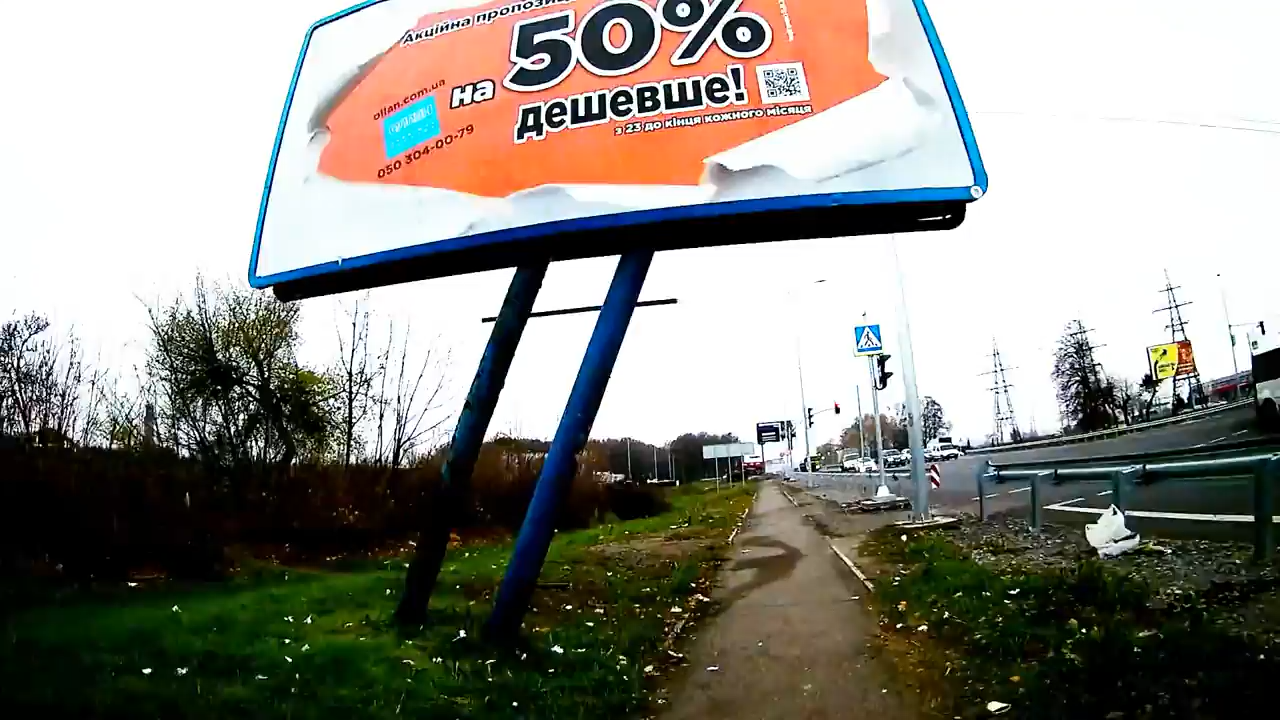 Акційна пропозиц
на 50%
дешевше!
з 23 до кінця кожного місяця
ollan.com.ua
050 304-00-79